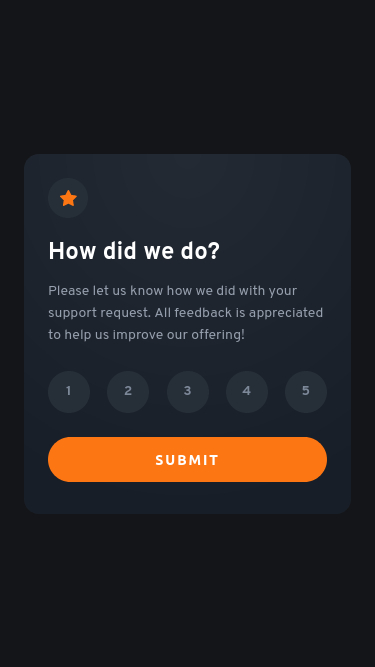 How did we do?
Please let us know how we did with your
support request. All feedback is appreciated
to help us improve our offering!
1 2 3 4 5
SUBMIT